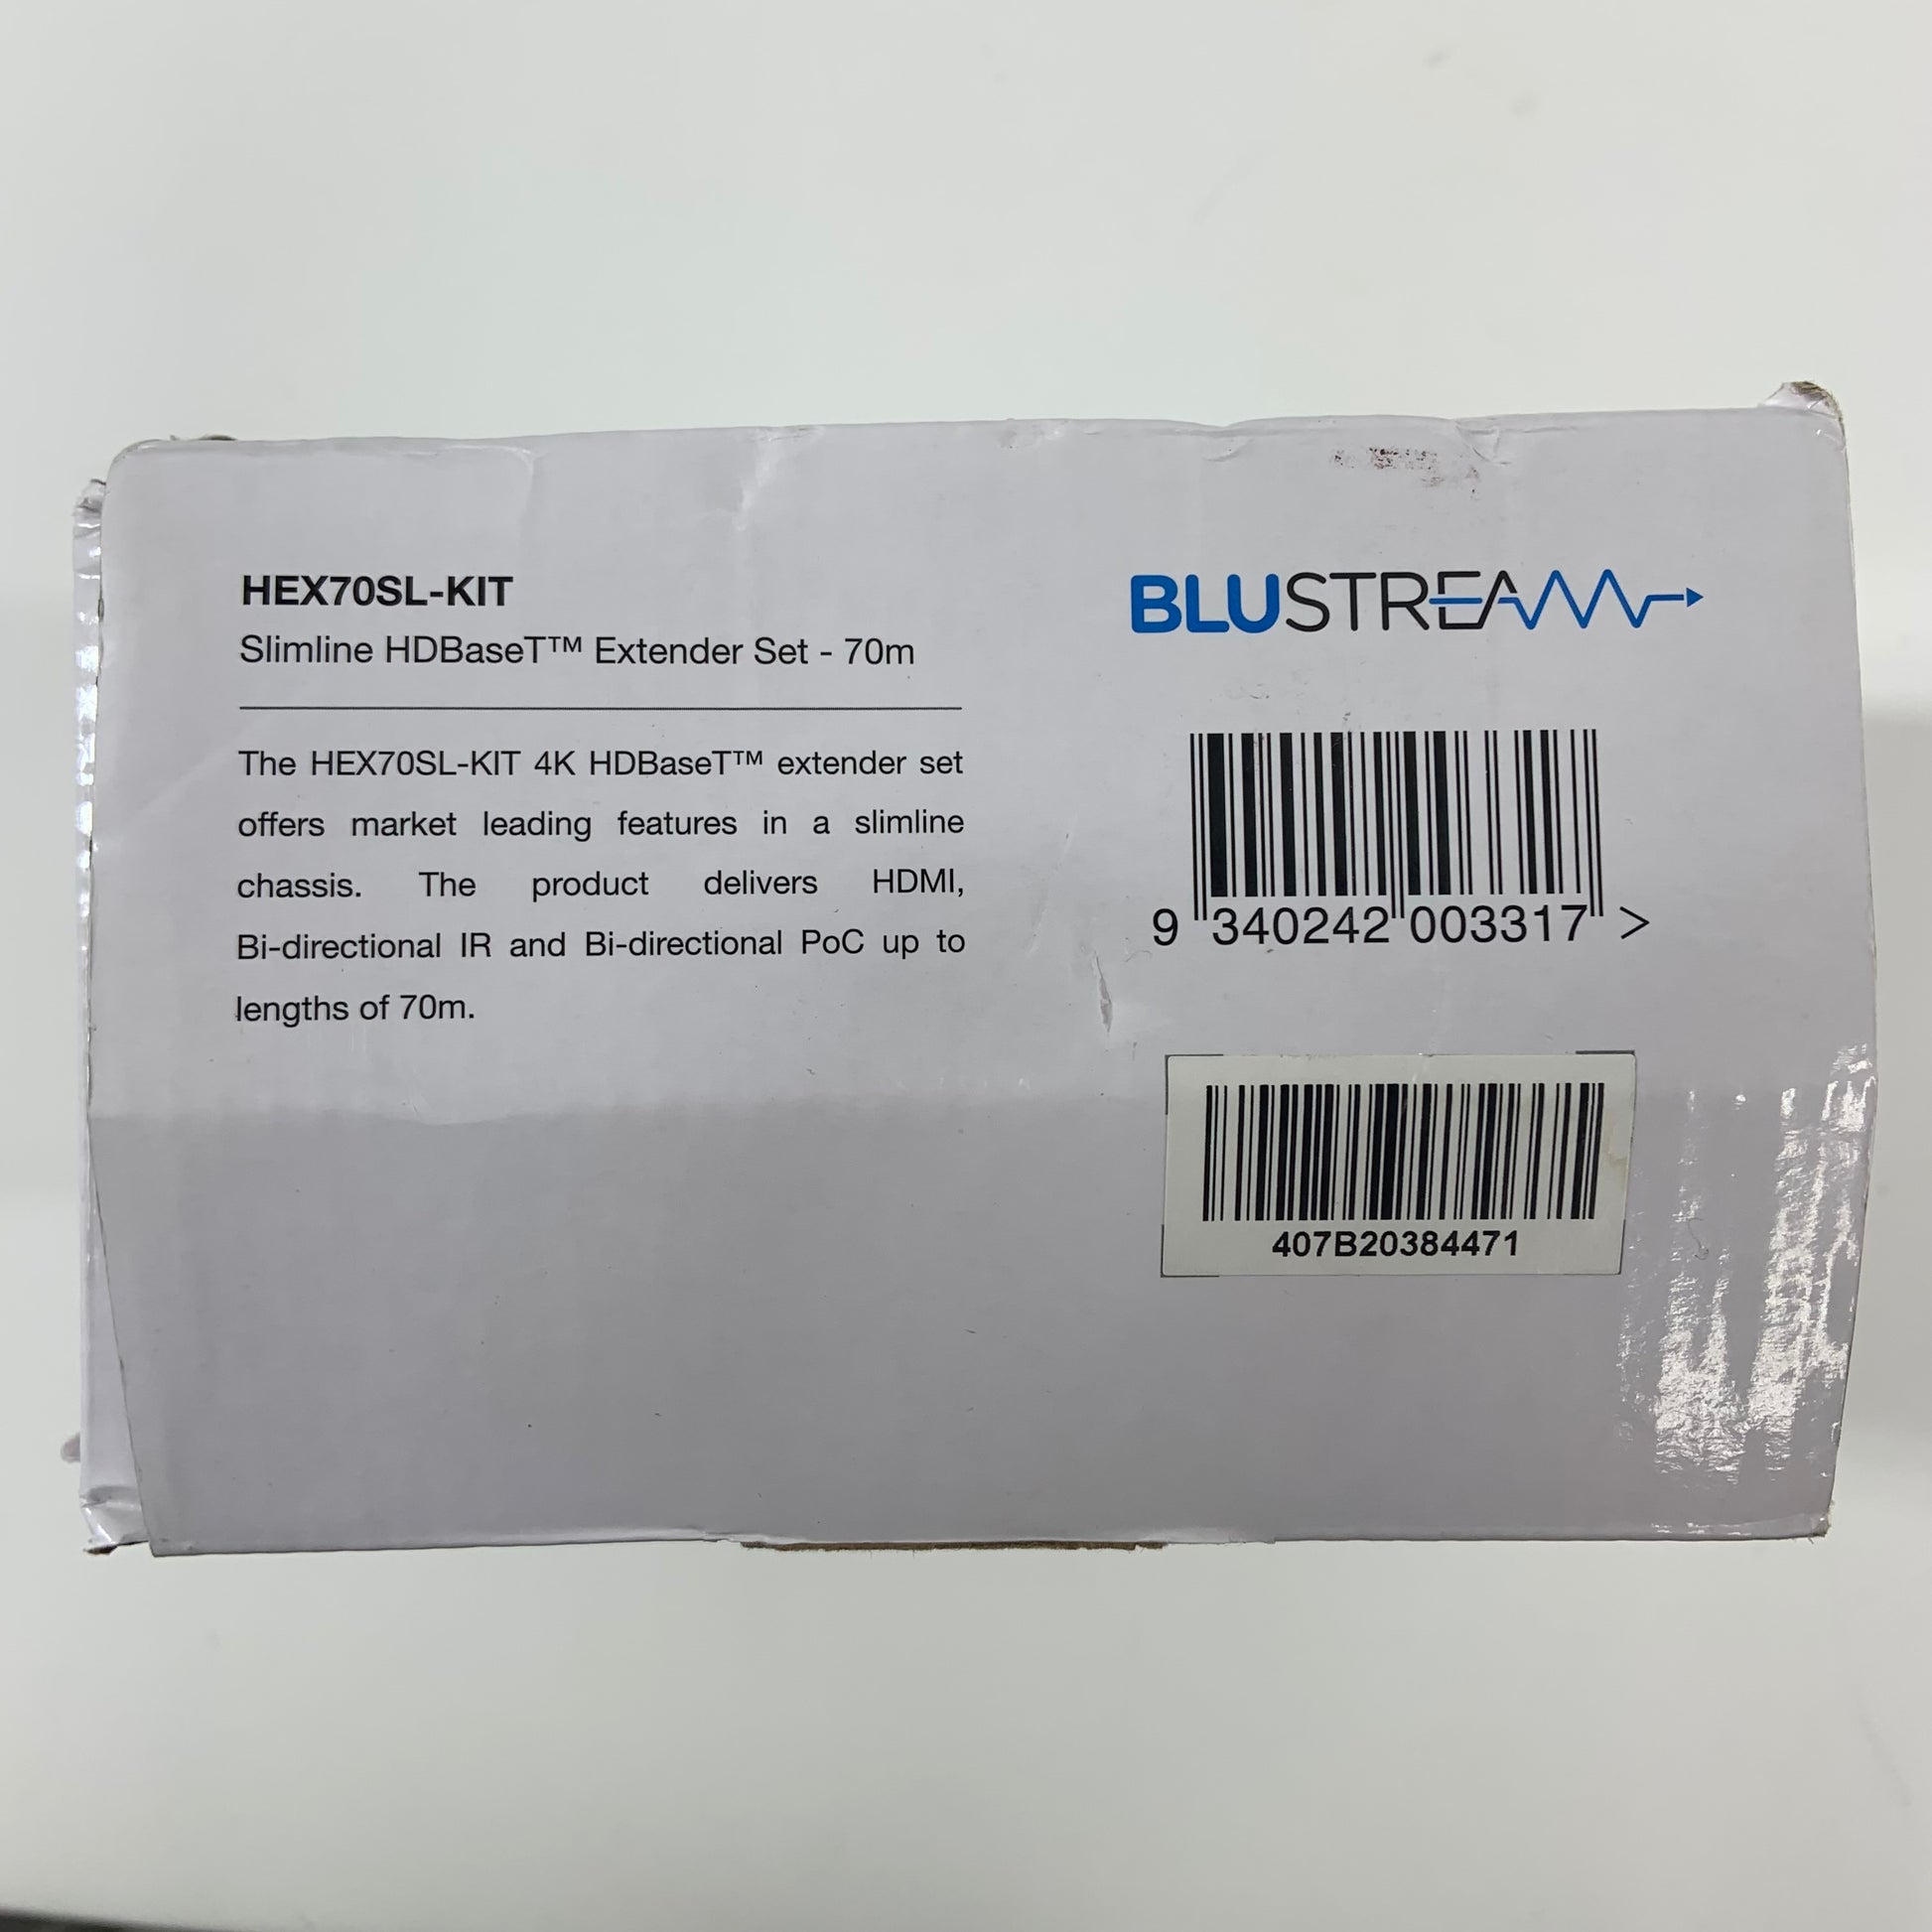 HEX70SL-KIT
Slimline HDBaseT™ Extender Set - 70m
The HEX70SL-KIT 4K HDBaseT™ extender set
offers market leading features in a slimline
chassis. The product delivers HDMI,
Bi-directional IR and Bi-directional PoC up to
lengths of 70m.
BLUSTREAM
9 340242 003317 >
407B20384471